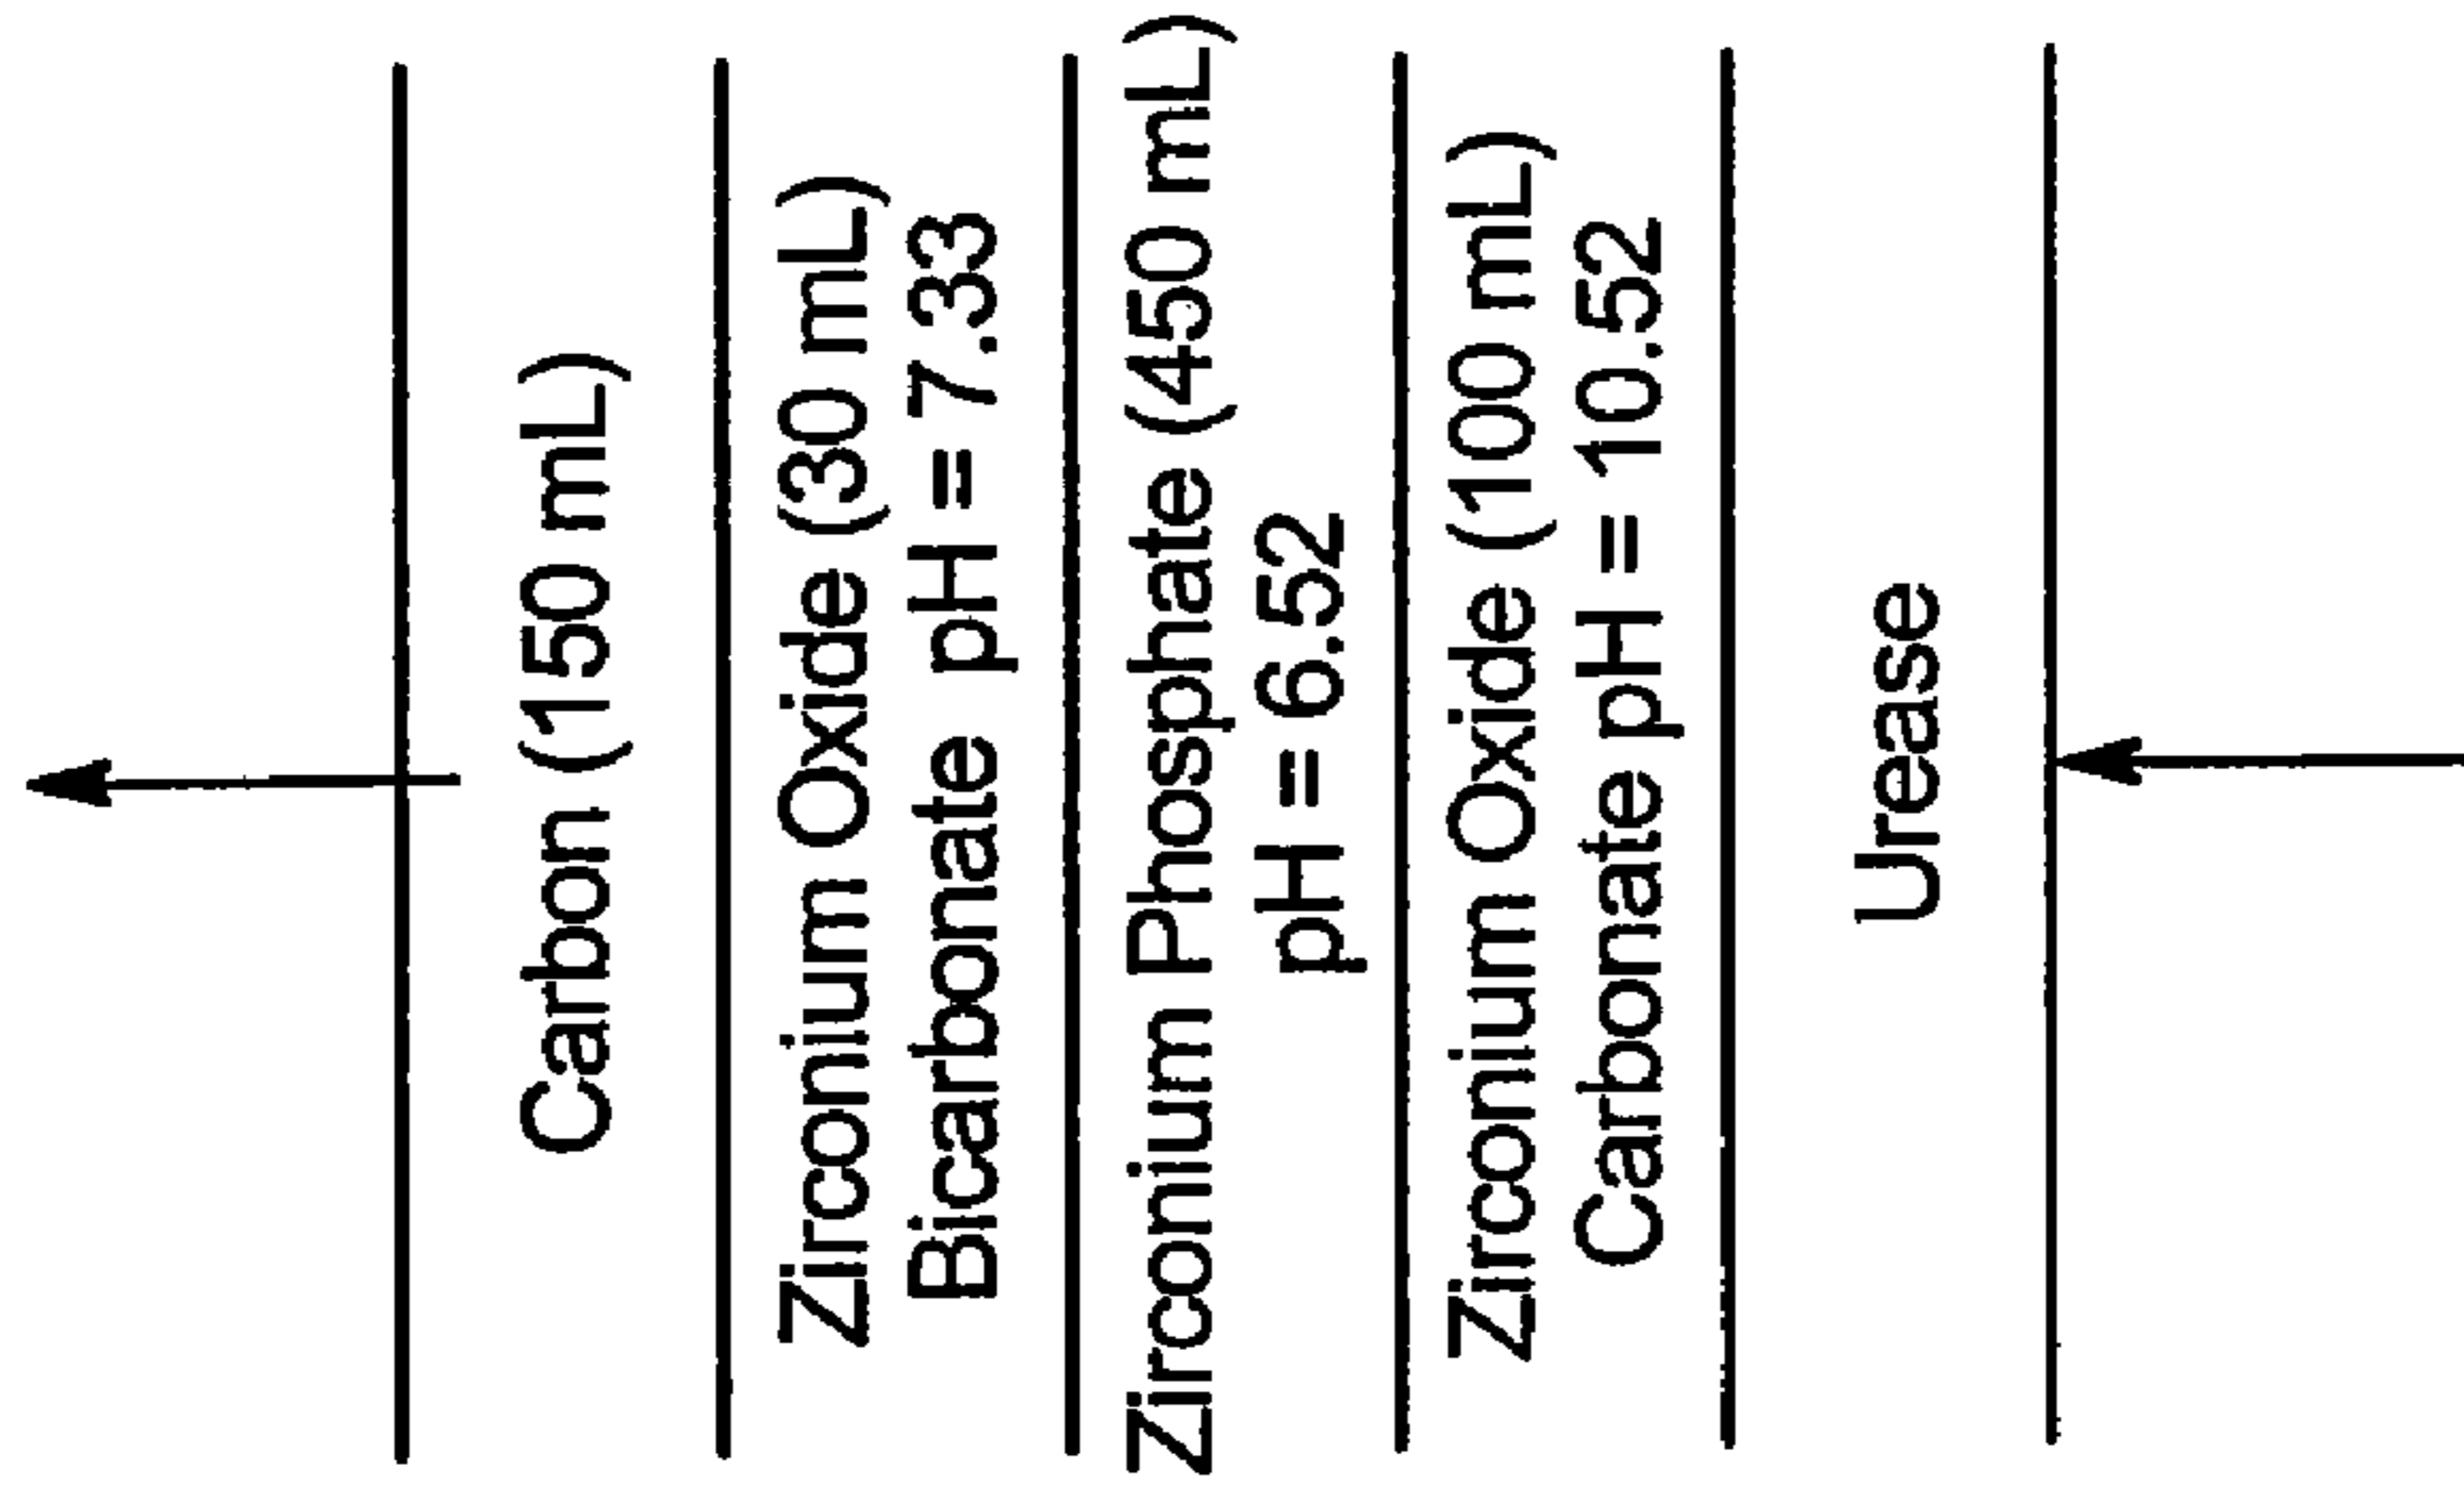 Carbon (150 mL)
Zirconium Oxide (30 mL)
Bicarbonate pH = 7.33
Zirconium Phosphate (450 mL)
pH = 6.52
Zirconium Oxide (100 mL)
Carbonate pH = 10.52
Urease